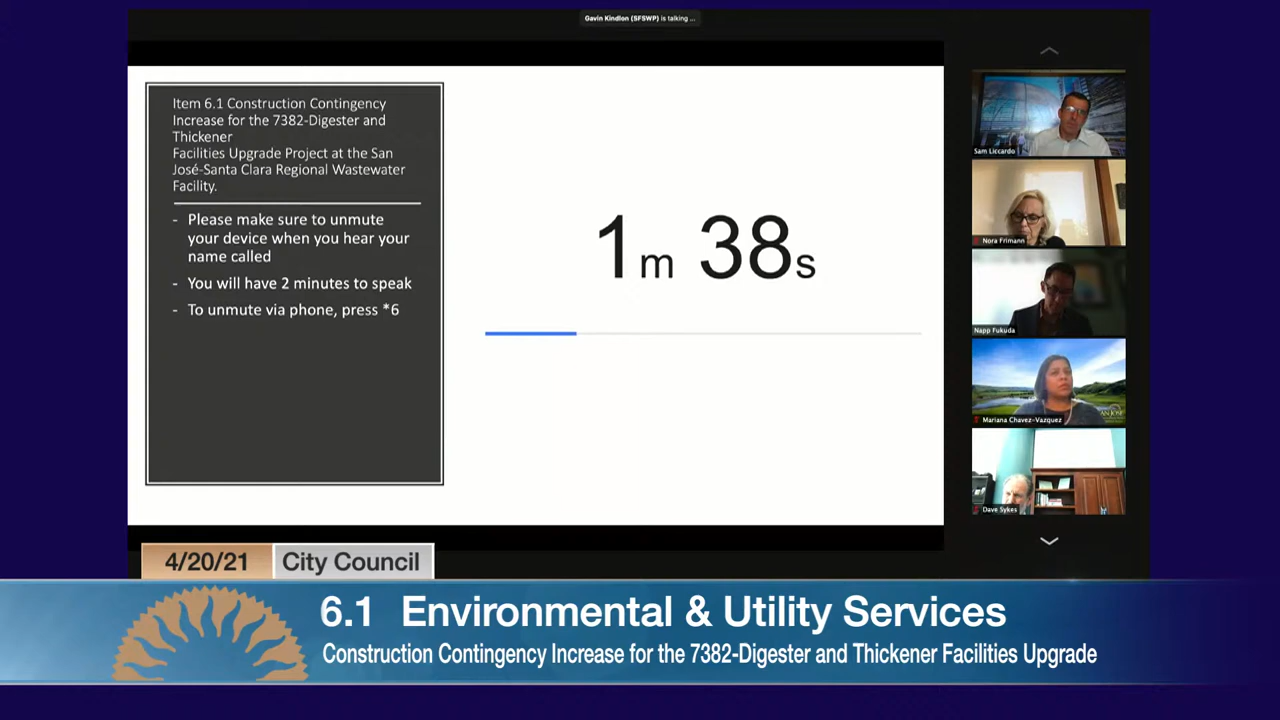 Gavin Kindlon (SFSWP) is talking ...
Item 6.1 Construction Contingency
Increase for the 7382-Digester and
Thickener
Facilities Upgrade Project at the San
José-Santa Clara Regional Wastewater
Facility.
- Please make sure to unmute
your device when you hear your
name called
- You will have 2 minutes to speak
- To unmute via phone, press *6
1m 38s
Sam Liccardo
Nora Frimann
Napp Fukuda
Mariana Chavez-Vazquez
Dave Sykes
4/20/21 City Council
6.1 Environmental & Utility Services
Construction Contingency Increase for the 7382-Digester and Thickener Facilities Upgrade